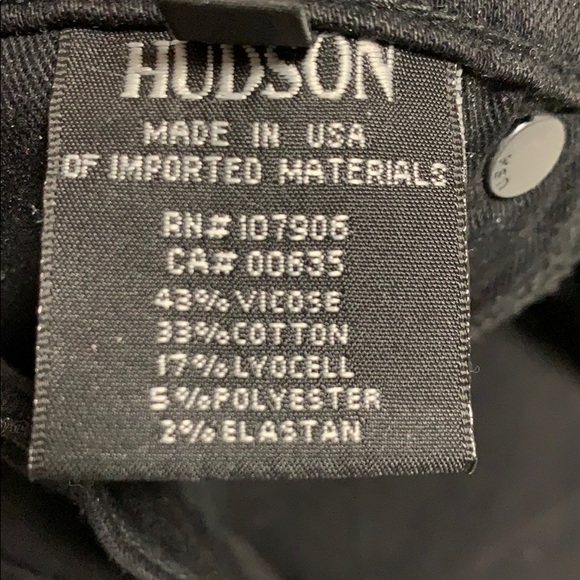 HUDSON
MADE IN USA
OF IMPORTED MATERIALS
RN# 107906
CA# 00635
43% VICOSE
33% COTTON
17% LYOCELL
5% POLYESTER
2% ELASTAN
USA